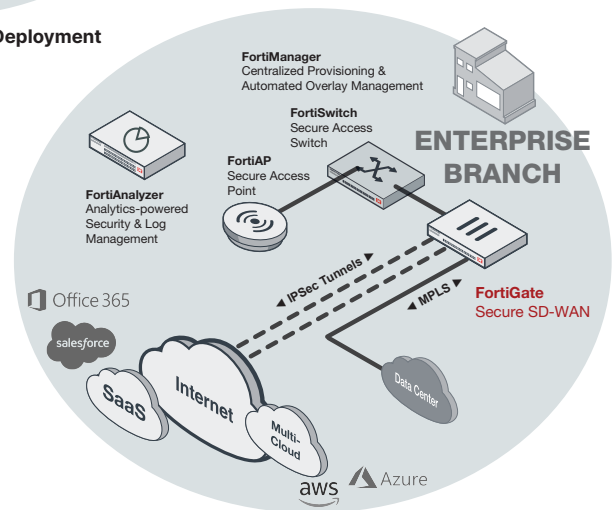 Deployment
FortiManager
Centralized Provisioning &
Automated Overlay Management
FortiSwitch
Secure Access
Switch
ENTERPRISE
BRANCH
FortiAP
Secure Access
Point
FortiAnalyzer
Analytics-powered
Security & Log
Management
◄ IPSec Tunnels ►
◄ MPLS ►
FortiGate
Secure SD-WAN
Office 365
salesforce
SaaS
Internet
Multi-
Cloud
Data Center
aws
Azure